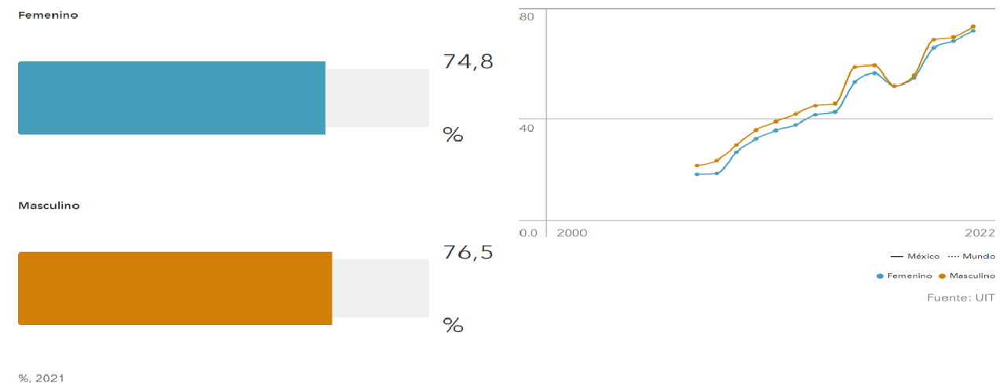 Femenino
74,8
%
Masculino
76,5
%
%, 2021
80
40
0.0 2000 2022
México Mundo
Femenino Masculino
Fuente: UIT